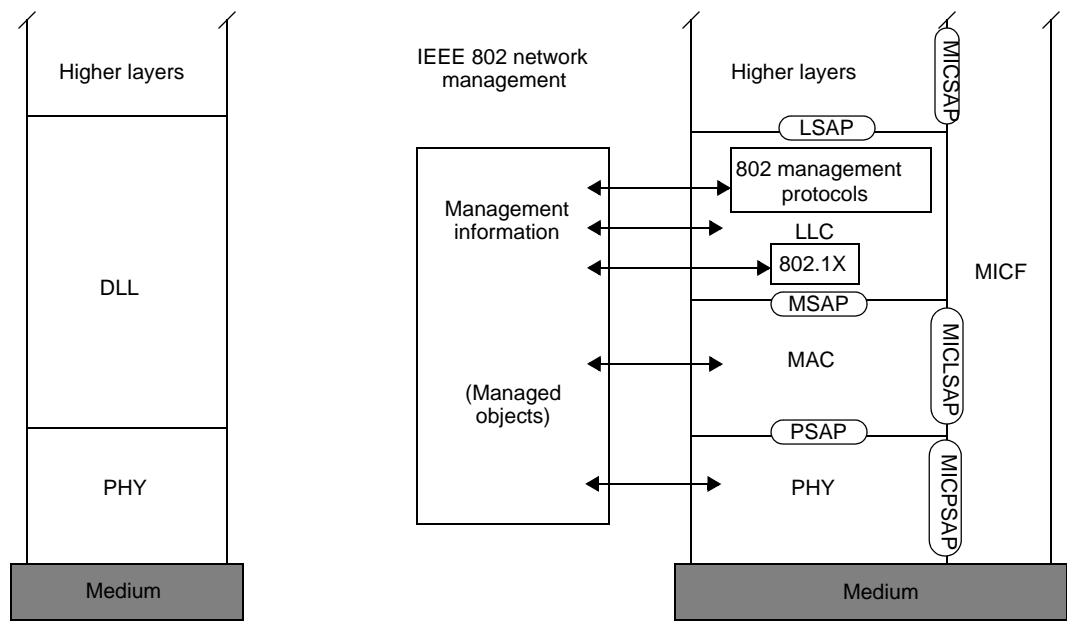 Higher layers
DLL
PHY
Medium
IEEE 802 network
management
Management
information
(Managed
objects)
Higher layers
LSAP
802 management
protocols
LLC
802.1X
MSAP
MAC
PSAP
PHY
MICSAP
MICF
MICLSAP
MICPSAP
Medium